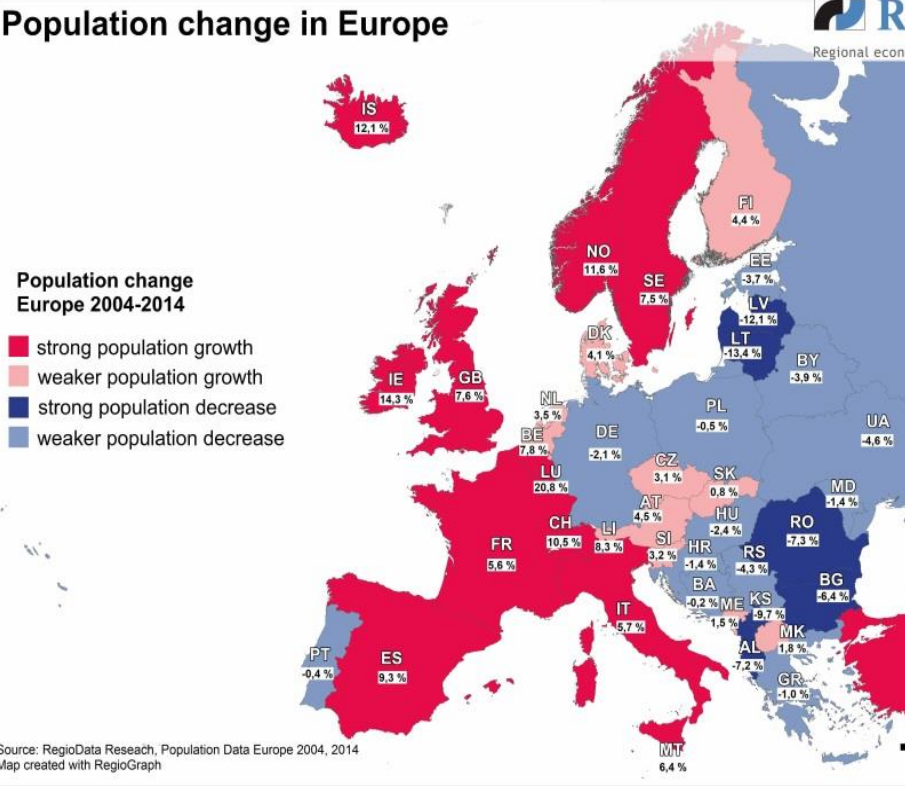 Population change in Europe
R
Regional econ
IS
12,1 %
FI
4,4 %
NO
11,6 %
SE
7,5 %
EE
-3,7 %
LV
-12,1 %
LT
-13,4 %
Population change
Europe 2004-2014
strong population growth
weaker population growth
strong population decrease
weaker population decrease
DK
4,1 %
BY
-3,9 %
IE
14,3 %
GB
7,6 %
NL
3,5 %
BE
7,8 %
DE
-2,1 %
PL
-0,5 %
UA
-4,6 %
LU
20,8 %
CZ
3,1 %
SK
0,8 %
MD
-1,4 %
AT
4,5 %
HU
-2,4 %
RO
-7,3 %
CH
10,5 %
LI
8,3 %
SI
3,2 %
HR
-1,4 %
RS
-4,3 %
FR
5,6 %
BA
-0,2 %
ME
1,5 %
KS
-9,7 %
BG
-6,4 %
IT
5,7 %
MK
1,8 %
AL
-7,2 %
PT
-0,4 %
ES
9,3 %
GR
-1,0 %
MT
6,4 %
Source: RegioData Reseach, Population Data Europe 2004, 2014
Map created with RegioGraph